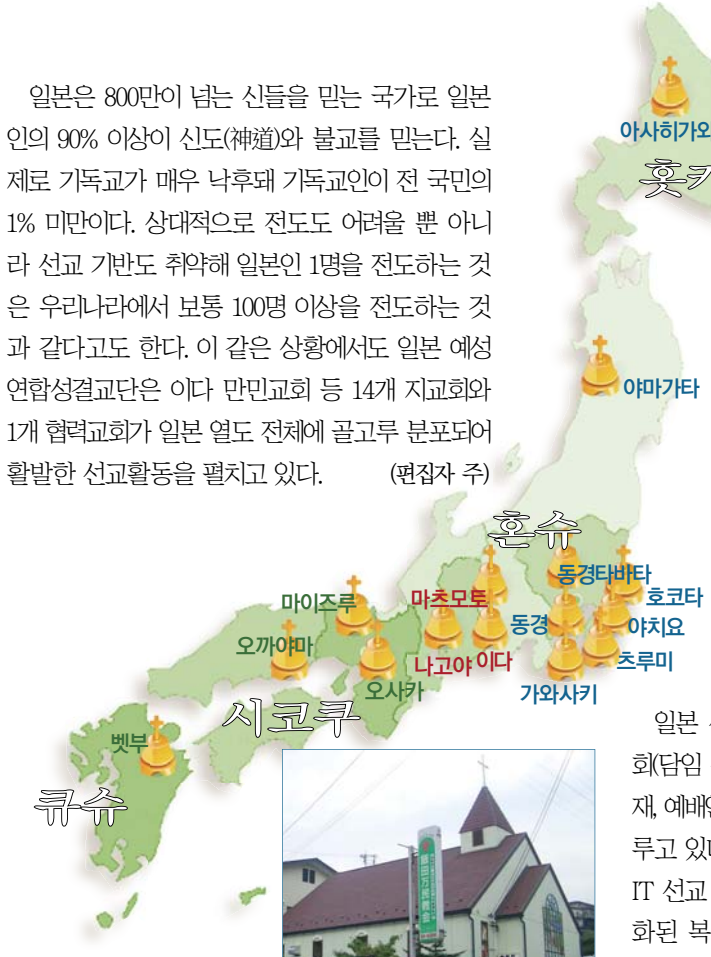 일본은 800만이 넘는 신들을 믿는 국가로 일본
인의 90% 이상이 신도(神道)와 불교를 믿는다. 실
제로 기독교가 매우 낙후돼 기독교인이 전 국민의
1% 미만이다. 상대적으로 전도도 어려울 뿐 아니
라 선교 기반도 취약해 일본인 1명을 전도하는 것
은 우리나라에서 보통 100명 이상을 전도하는 것
과 같다고도 한다. 이 같은 상황에서도 일본 예성
연합성결교단은 이다 만민교회 등 14개 지교회와
1개 협력교회가 일본 열도 전체에 골고루 분포되어
활발한 선교활동을 펼치고 있다. (편집자 주)
아사히가와
홋카
야마가타
혼슈
동경타바타
마이즈루
마츠모토
호코타
동경
야치요
오까야마
나고야
이다
츠루미
오사카
가와사키
시코쿠
벳부
큐슈
일본
회(담임
재, 예배
루고 있
IT 선교
화된 복
飯田万民教会